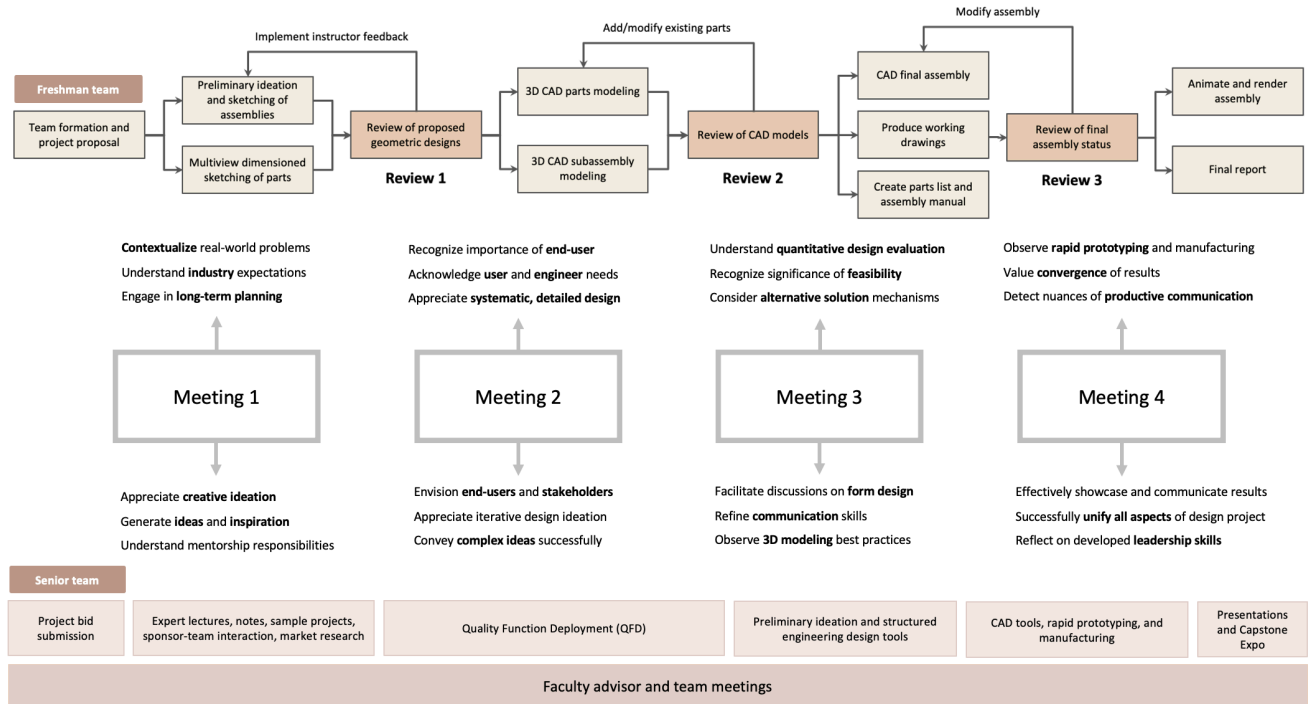 Modify assembly
Add/modify existing parts
Implement instructor feedback
Freshman team
Team formation and
project proposal
Preliminary ideation
and sketching of
assemblies
Multiview dimensioned
sketching of parts
Review of proposed
geometric designs
Review 1
3D CAD parts modeling
3D CAD subassembly
modeling
Review of CAD models
Review 2
CAD final assembly
Produce working
drawings
Create parts list and
assembly manual
Review of final
assembly status
Review 3
Animate and render
assembly
Final report
Contextualize real-world problems
Understand industry expectations
Engage in long-term planning
Recognize importance of end-user
Acknowledge user and engineer needs
Appreciate systematic, detailed design
Understand quantitative design evaluation
Recognize significance of feasibility
Consider alternative solution mechanisms
Observe rapid prototyping and manufacturing
Value convergence of results
Detect nuances of productive communication
Meeting 1
Meeting 2
Meeting 3
Meeting 4
Appreciate creative ideation
Generate ideas and inspiration
Understand mentorship responsibilities
Envision end-users and stakeholders
Appreciate iterative design ideation
Convey complex ideas successfully
Facilitate discussions on form design
Refine communication skills
Observe 3D modeling best practices
Effectively showcase and communicate results
Successfully unify all aspects of design project
Reflect on developed leadership skills
Senior team
Project bid
submission
Expert lectures, notes, sample projects,
sponsor-team interaction, market research
Quality Function Deployment (QFD)
Preliminary ideation and structured
engineering design tools
CAD tools, rapid prototyping, and
manufacturing
Presentations
and Capstone
Expo
Faculty advisor and team meetings